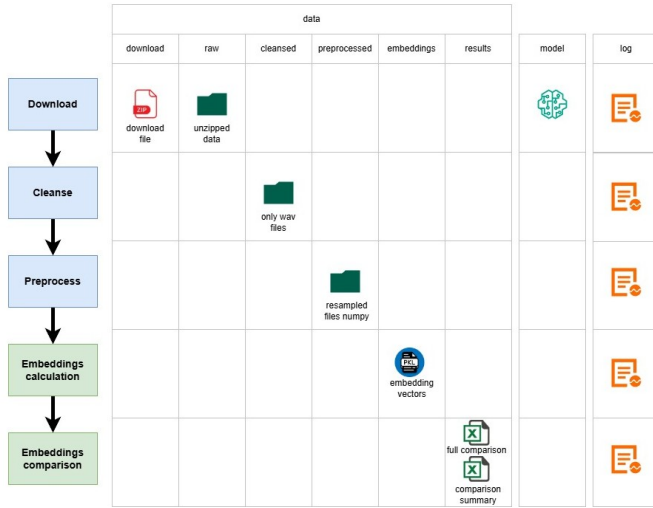 data
download
raw
cleansed
preprocessed
embeddings
results
model
log
Download
ZIP
download
file
unzipped
data
Cleanse
only wav
files
Preprocess
resampled
files numpy
Embeddings
calculation
PKL
embedding
vectors
Embeddings
comparison
X
full comparison
X
comparison
summary